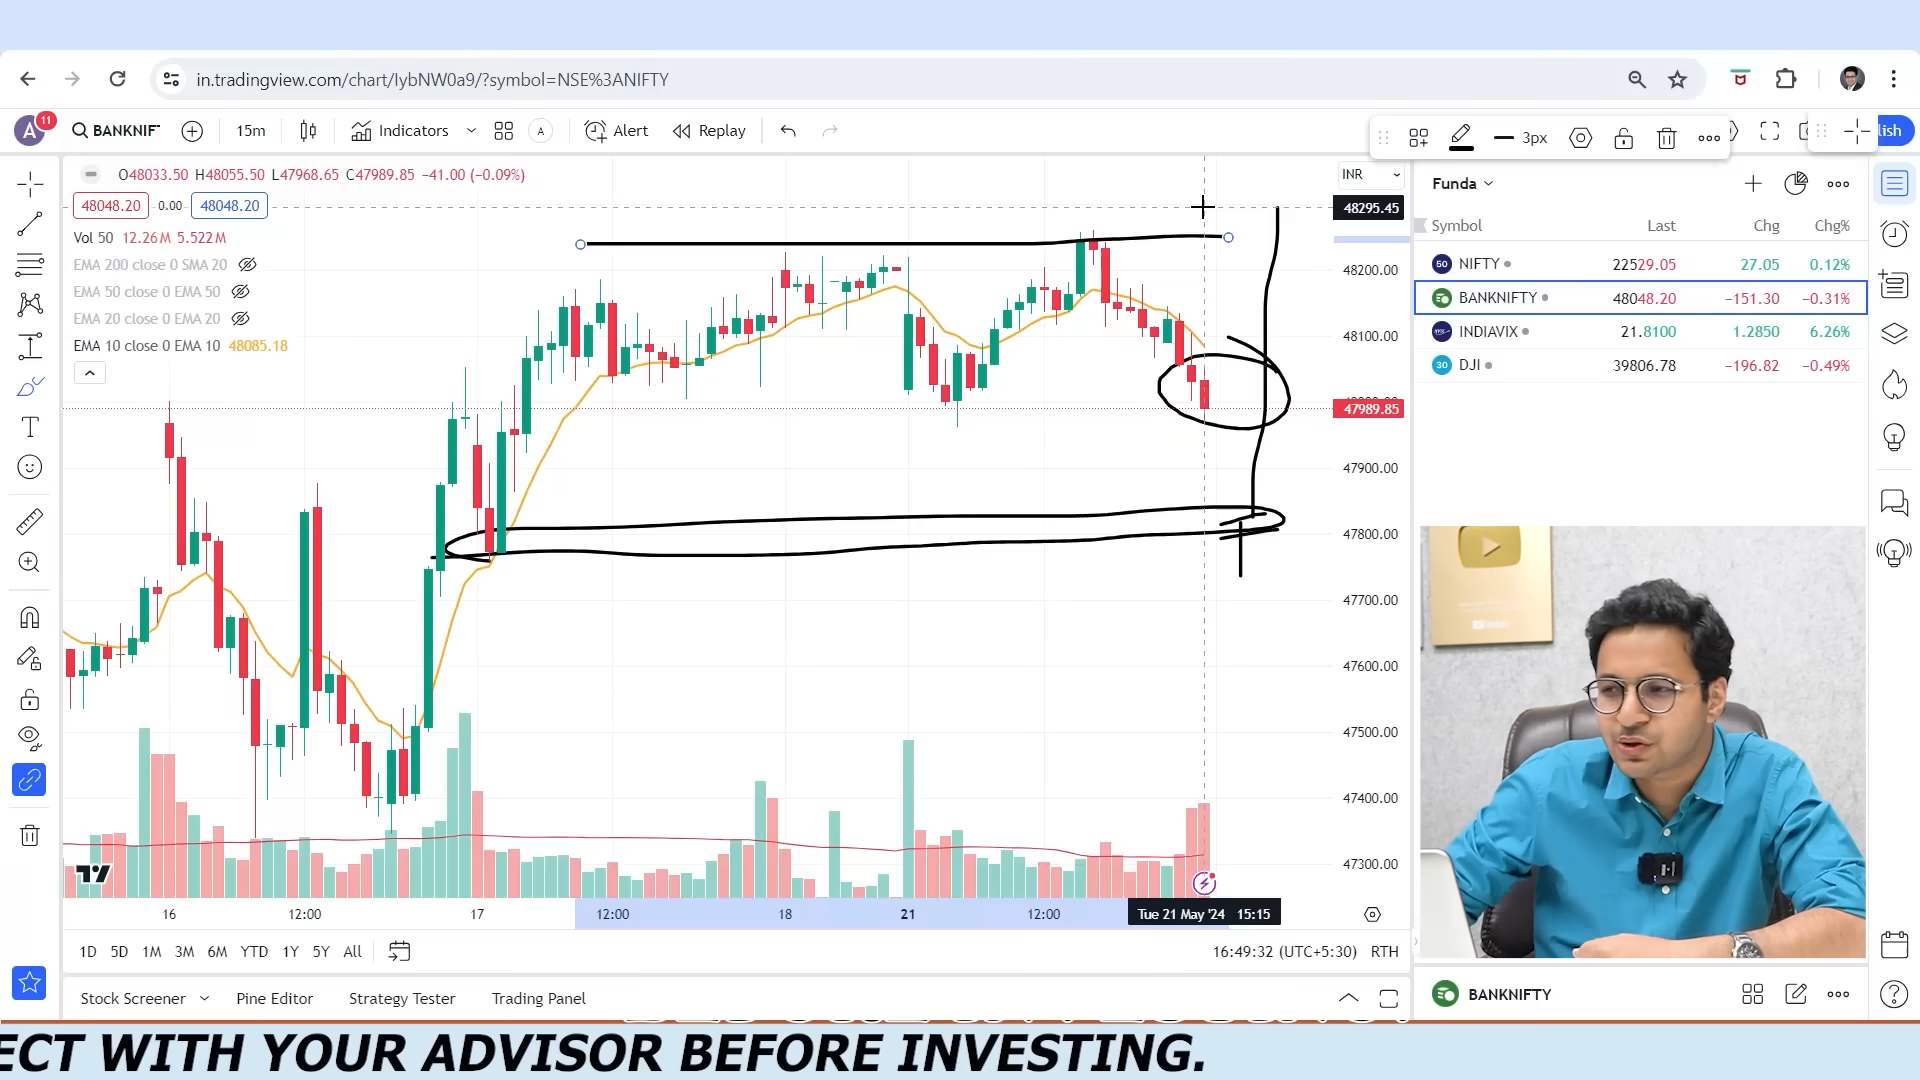 in.tradingview.com/chart/IybNW0a9/?symbol=NSE%3ANIFTY
A 11 BANKNIF 15m Indicators A Alert Replay 3px lish
O48033.50 H48055.50 L47968.65 C47989.85 −41.00 (−0.09%) INR
48048.20 0.00 48048.20
Vol 50 12.26M 5.522M
EMA 200 close 0 SMA 20
EMA 50 close 0 EMA 50
EMA 20 close 0 EMA 20
EMA 10 close 0 EMA 10 48085.18
48295.45
48200.00
48100.00
47989.85
47900.00
47800.00
47700.00
47600.00
47500.00
47400.00
47300.00
16 12:00 17 12:00 18 21 12:00 Tue 21 May '24 15:15
1D 5D 1M 3M 6M YTD 1Y 5Y All 16:49:32 (UTC+5:30) RTH
Stock Screener Pine Editor Strategy Tester Trading Panel
Funda
Symbol Last Chg Chg%
50 NIFTY 22529.05 27.05 0.12%
BANKNIFTY 48048.20 −151.30 −0.31%
INDIAVIX 21.8100 1.2850 6.26%
30 DJI 39806.78 −196.82 −0.49%
BANKNIFTY
ECT WITH YOUR ADVISOR BEFORE INVESTING.